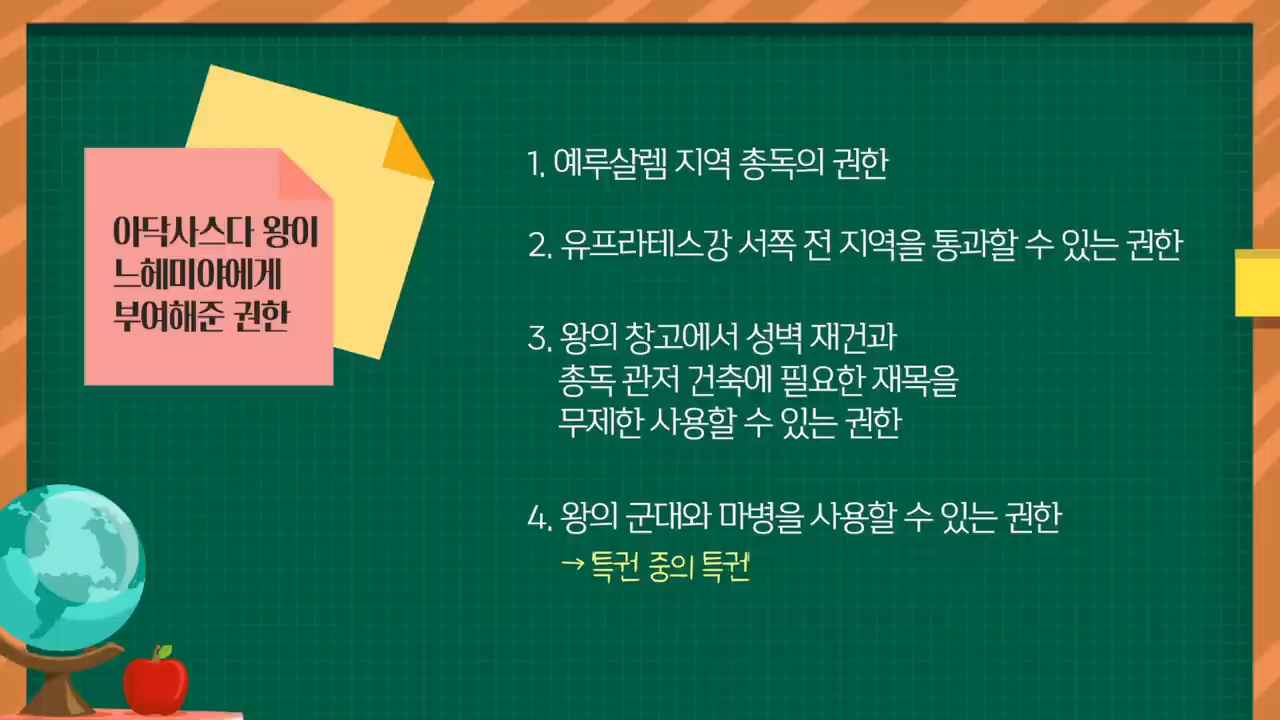 아닥사스다 왕이
느헤미야에게
부여해준 권한
1. 예루살렘 지역 총독의 권한
2. 유프라테스강 서쪽 전 지역을 통과할 수 있는 권한
3. 왕의 창고에서 성벽 재건과
총독 관저 건축에 필요한 재목을
무제한 사용할 수 있는 권한
4. 왕의 군대와 마병을 사용할 수 있는 권한
→ '특권 중의 특권'